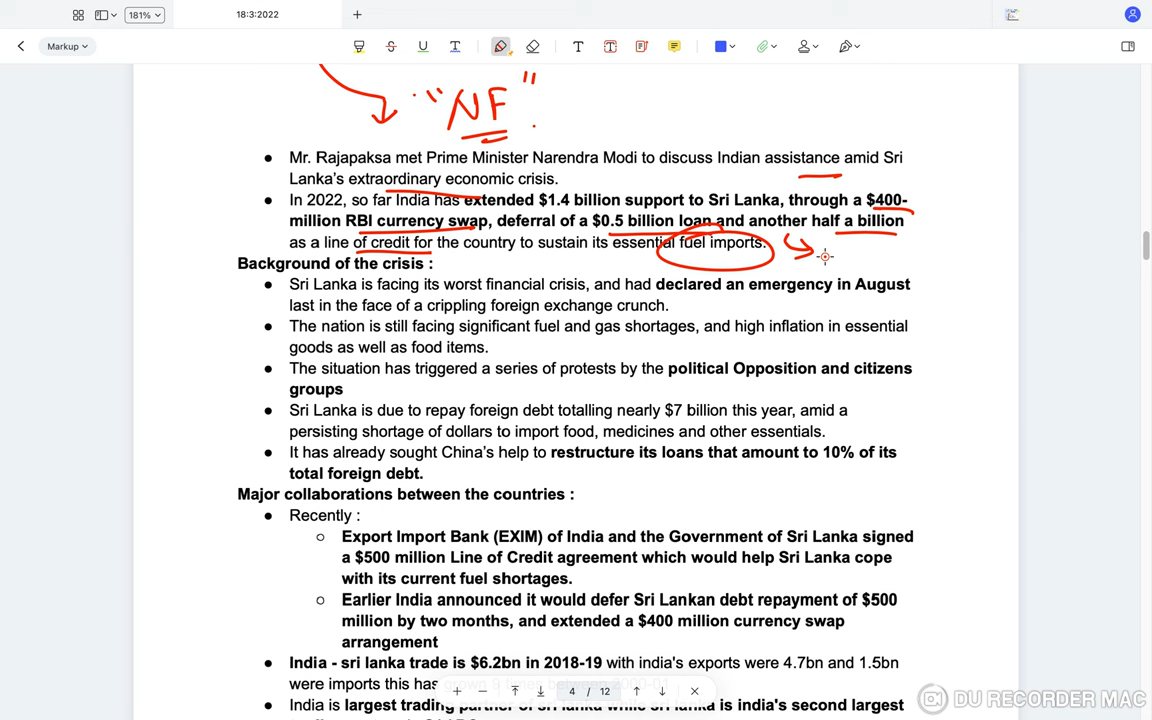 181%
18:3:2022
Markup
"NF"
● Mr. Rajapaksa met Prime Minister Narendra Modi to discuss Indian assistance amid Sri
Lanka's extraordinary economic crisis.
● In 2022, so far India has extended $1.4 billion support to Sri Lanka, through a $400-
million RBI currency swap, deferral of a $0.5 billion loan and another half a billion
as a line of credit for the country to sustain its essential fuel imports.
Background of the crisis :
● Sri Lanka is facing its worst financial crisis, and had declared an emergency in August
last in the face of a crippling foreign exchange crunch.
● The nation is still facing significant fuel and gas shortages, and high inflation in essential
goods as well as food items.
● The situation has triggered a series of protests by the political Opposition and citizens
groups
● Sri Lanka is due to repay foreign debt totalling nearly $7 billion this year, amid a
persisting shortage of dollars to import food, medicines and other essentials.
● It has already sought China's help to restructure its loans that amount to 10% of its
total foreign debt.
Major collaborations between the countries :
● Recently :
○ Export Import Bank (EXIM) of India and the Government of Sri Lanka signed
a $500 million Line of Credit agreement which would help Sri Lanka cope
with its current fuel shortages.
○ Earlier India announced it would defer Sri Lankan debt repayment of $500
million by two months, and extended a $400 million currency swap
arrangement
● India - sri lanka trade is $6.2bn in 2018-19 with india's exports were 4.7bn and 1.5bn
were imports this has
4 / 12
● India is largest trading partner of sri lanka while sri lanka is india's second largest
DU RECORDER MAC